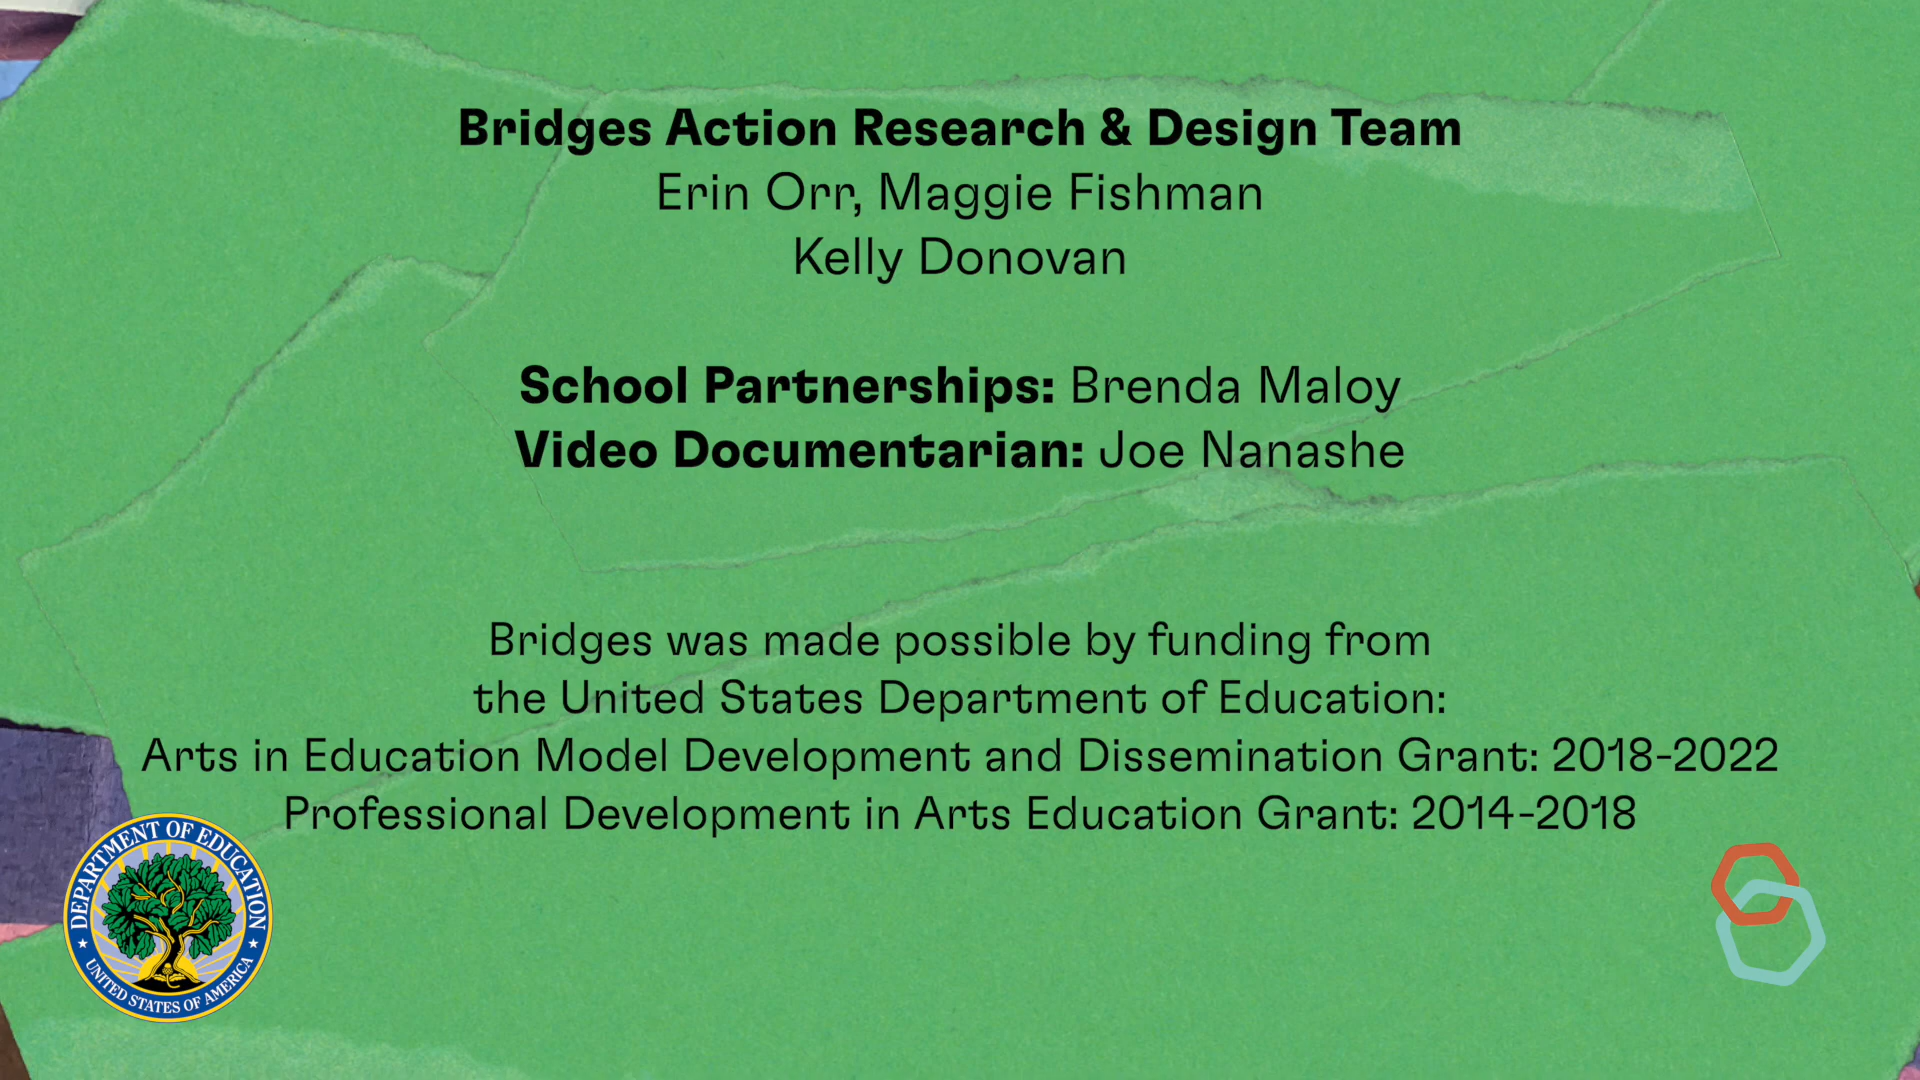 Bridges Action Research & Design Team
Erin Orr, Maggie Fishman
Kelly Donovan
School Partnerships: Brenda Maloy
Video Documentarian: Joe Nanashe
Bridges was made possible by funding from
the United States Department of Education:
Arts in Education Model Development and Dissemination Grant: 2018-2022
Professional Development in Arts Education Grant: 2014-2018
DEPARTMENT OF EDUCATION
UNITED STATES OF AMERICA